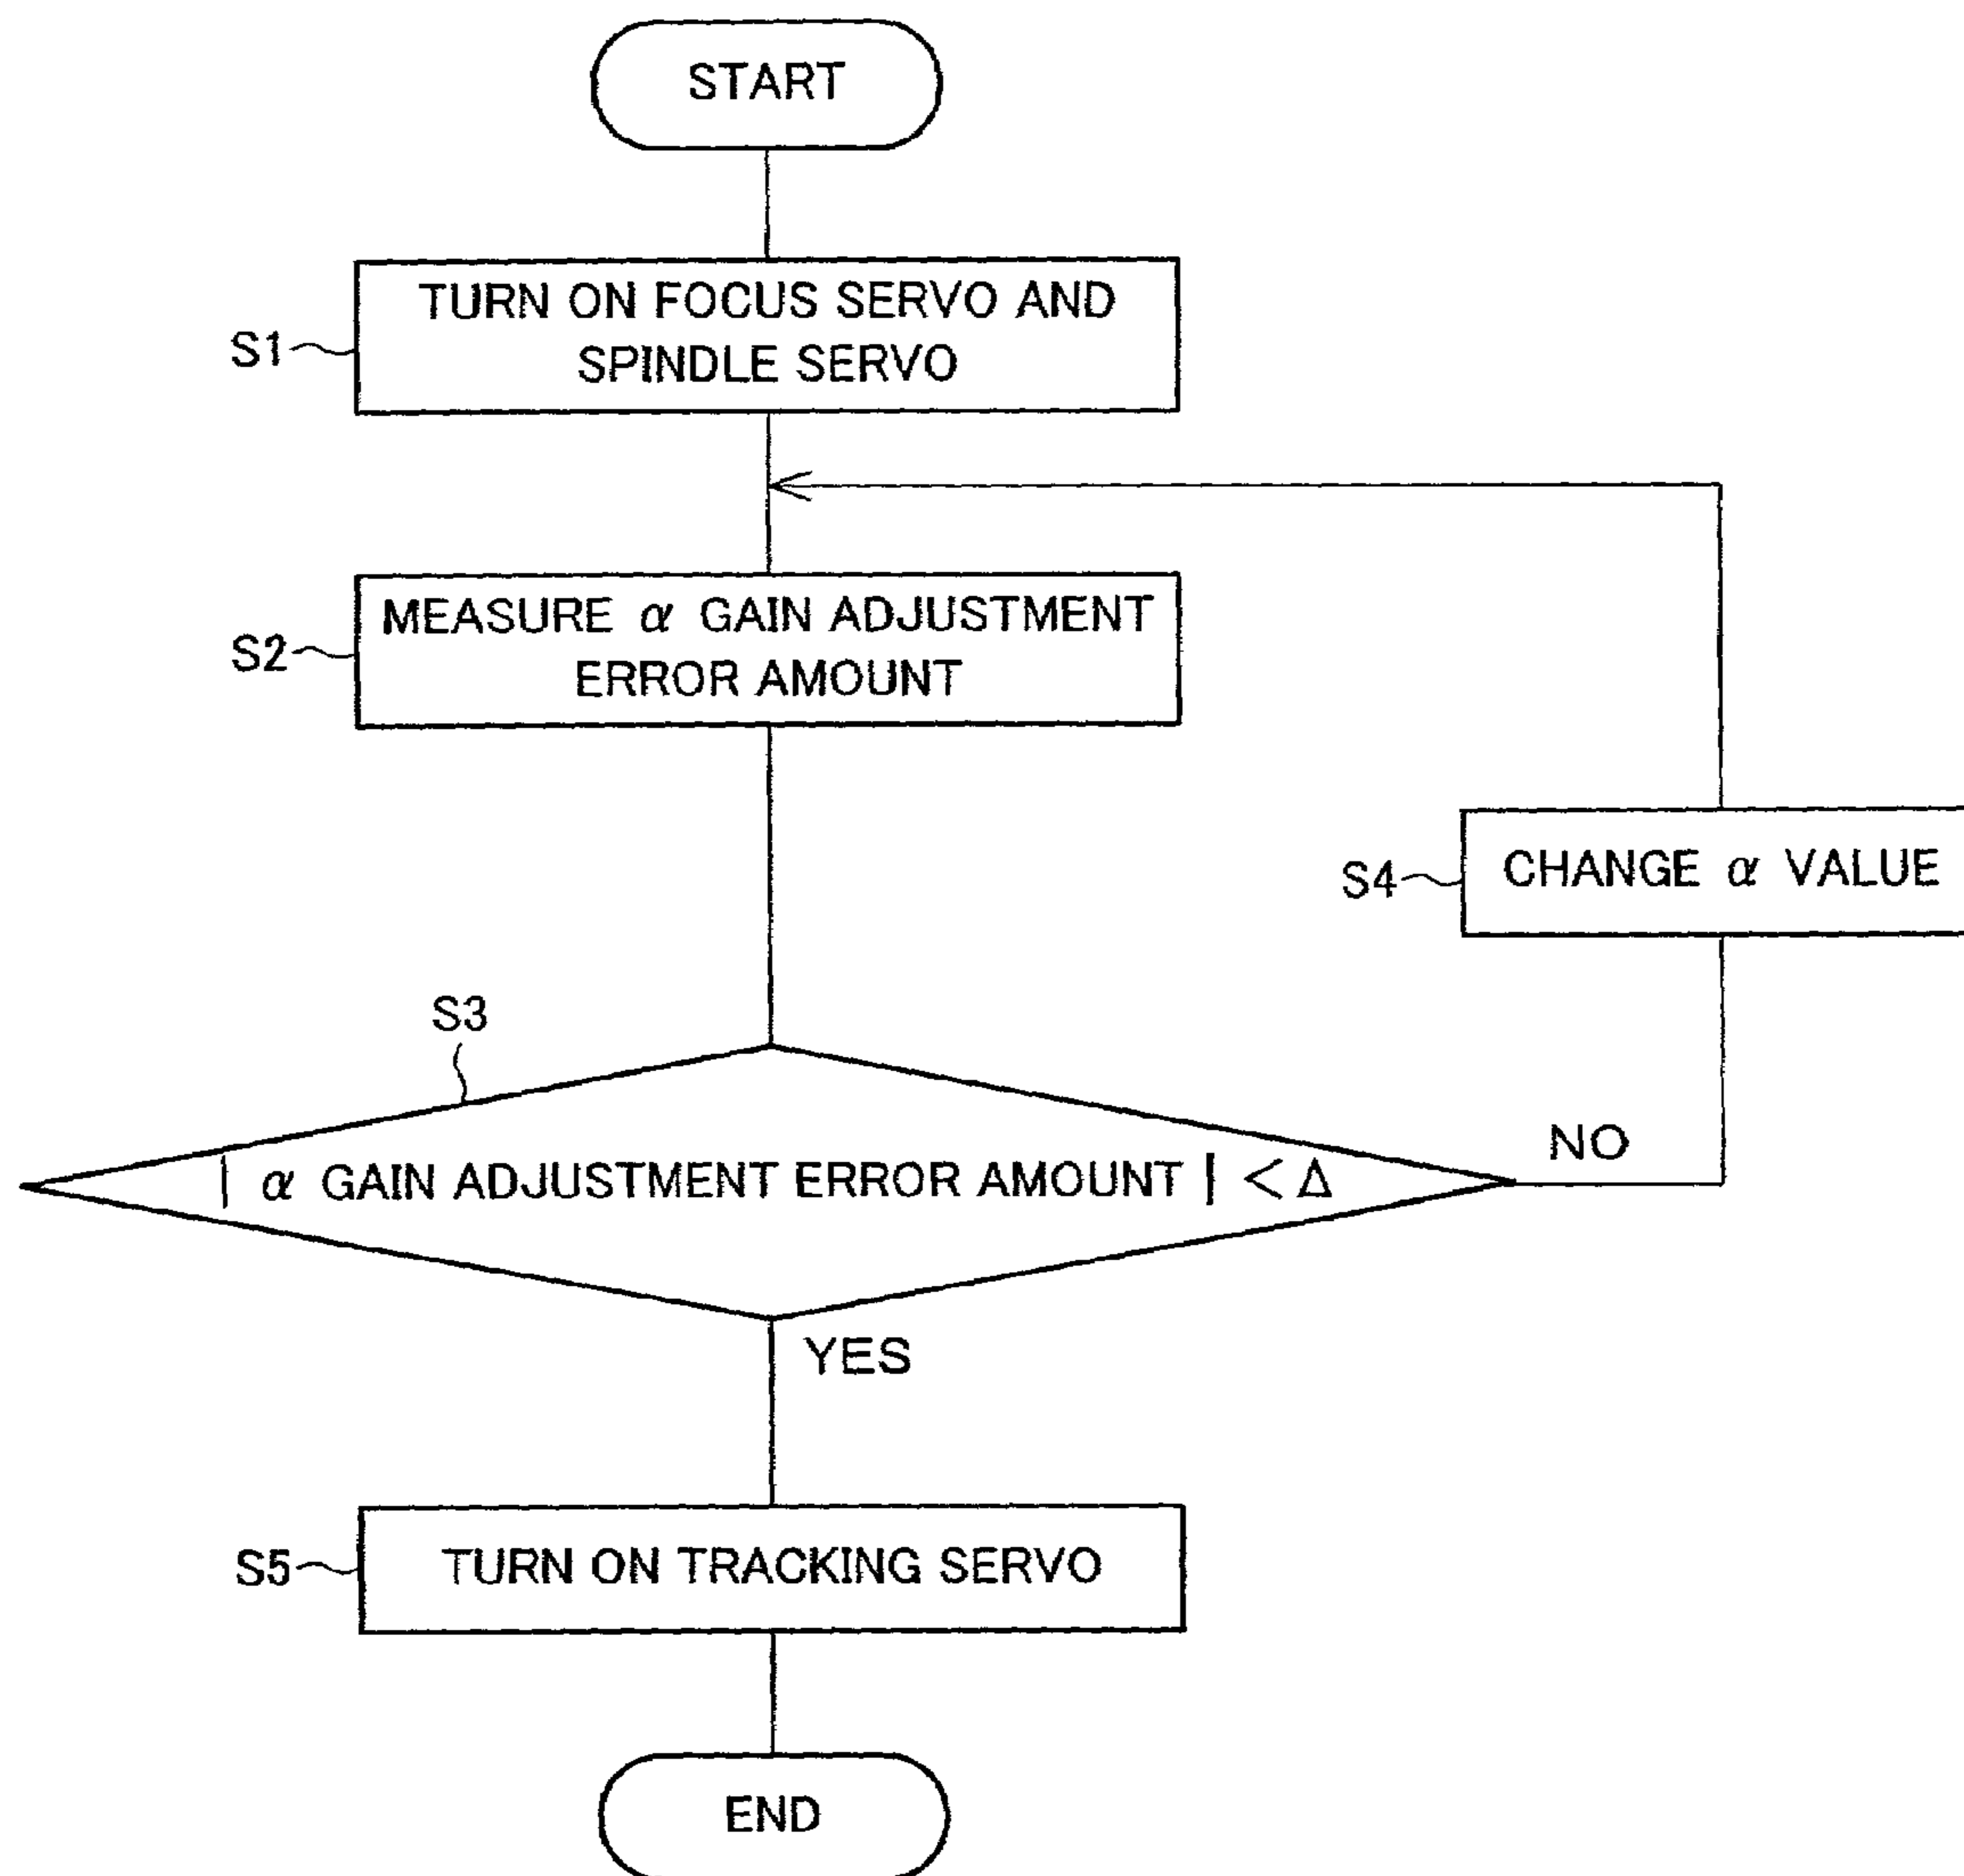 START
S1
TURN ON FOCUS SERVO AND
SPINDLE SERVO
S2
MEASURE α GAIN ADJUSTMENT
ERROR AMOUNT
S4
CHANGE α VALUE
S3
| α GAIN ADJUSTMENT ERROR AMOUNT | < Δ
NO
YES
S5
TURN ON TRACKING SERVO
END